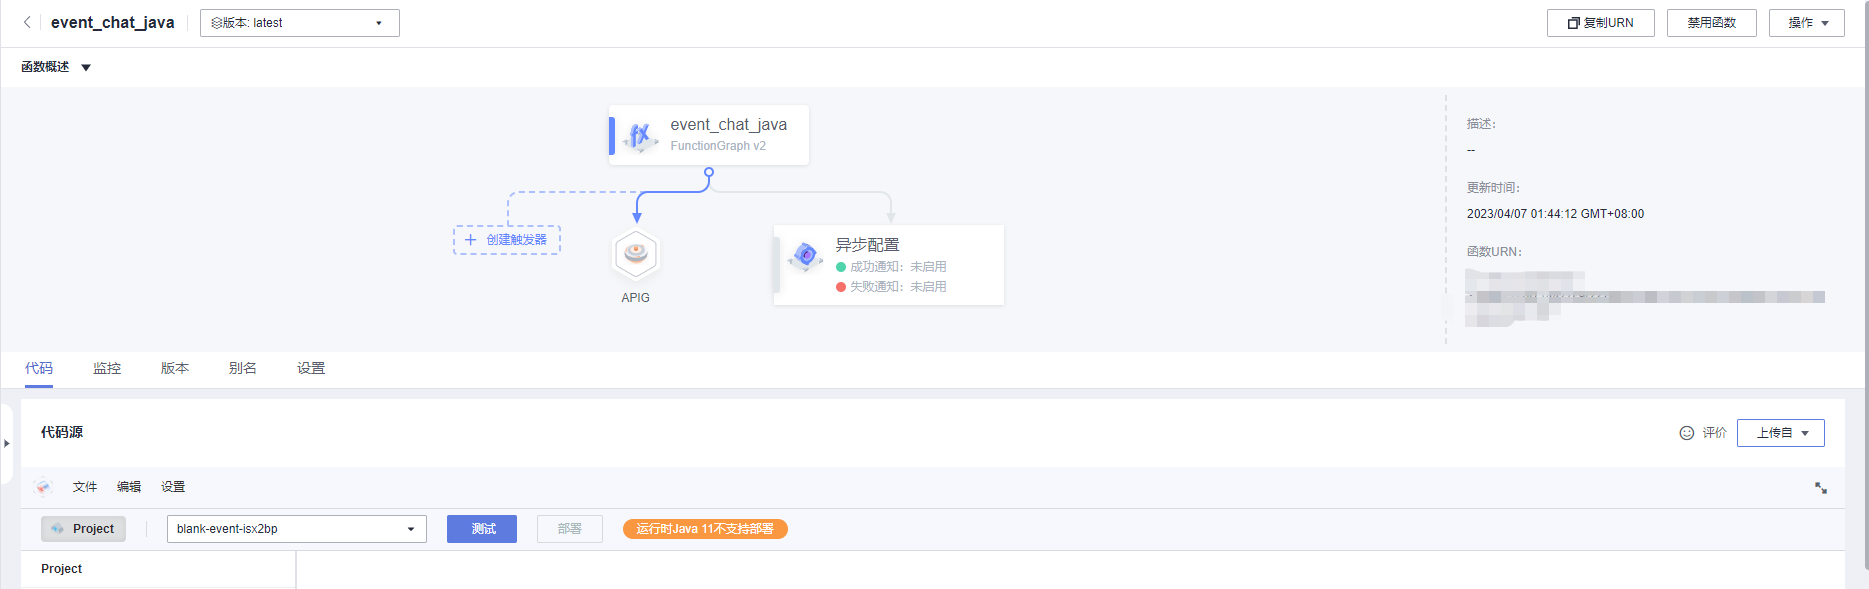 event_chat_java
版本: latest
复制URN
禁用函数
操作
函数概述
event_chat_java
FunctionGraph v2
创建触发器
APIG
异步配置
成功通知: 未启用
失败通知: 未启用
描述:
--
更新时间:
2023/04/07 01:44:12 GMT+08:00
函数URN:
代码 监控 版本 别名 设置
代码源
评价
上传自
文件 编辑 设置
Project
blank-event-isx2bp
测试
部署
运行时Java 11不支持部署
Project